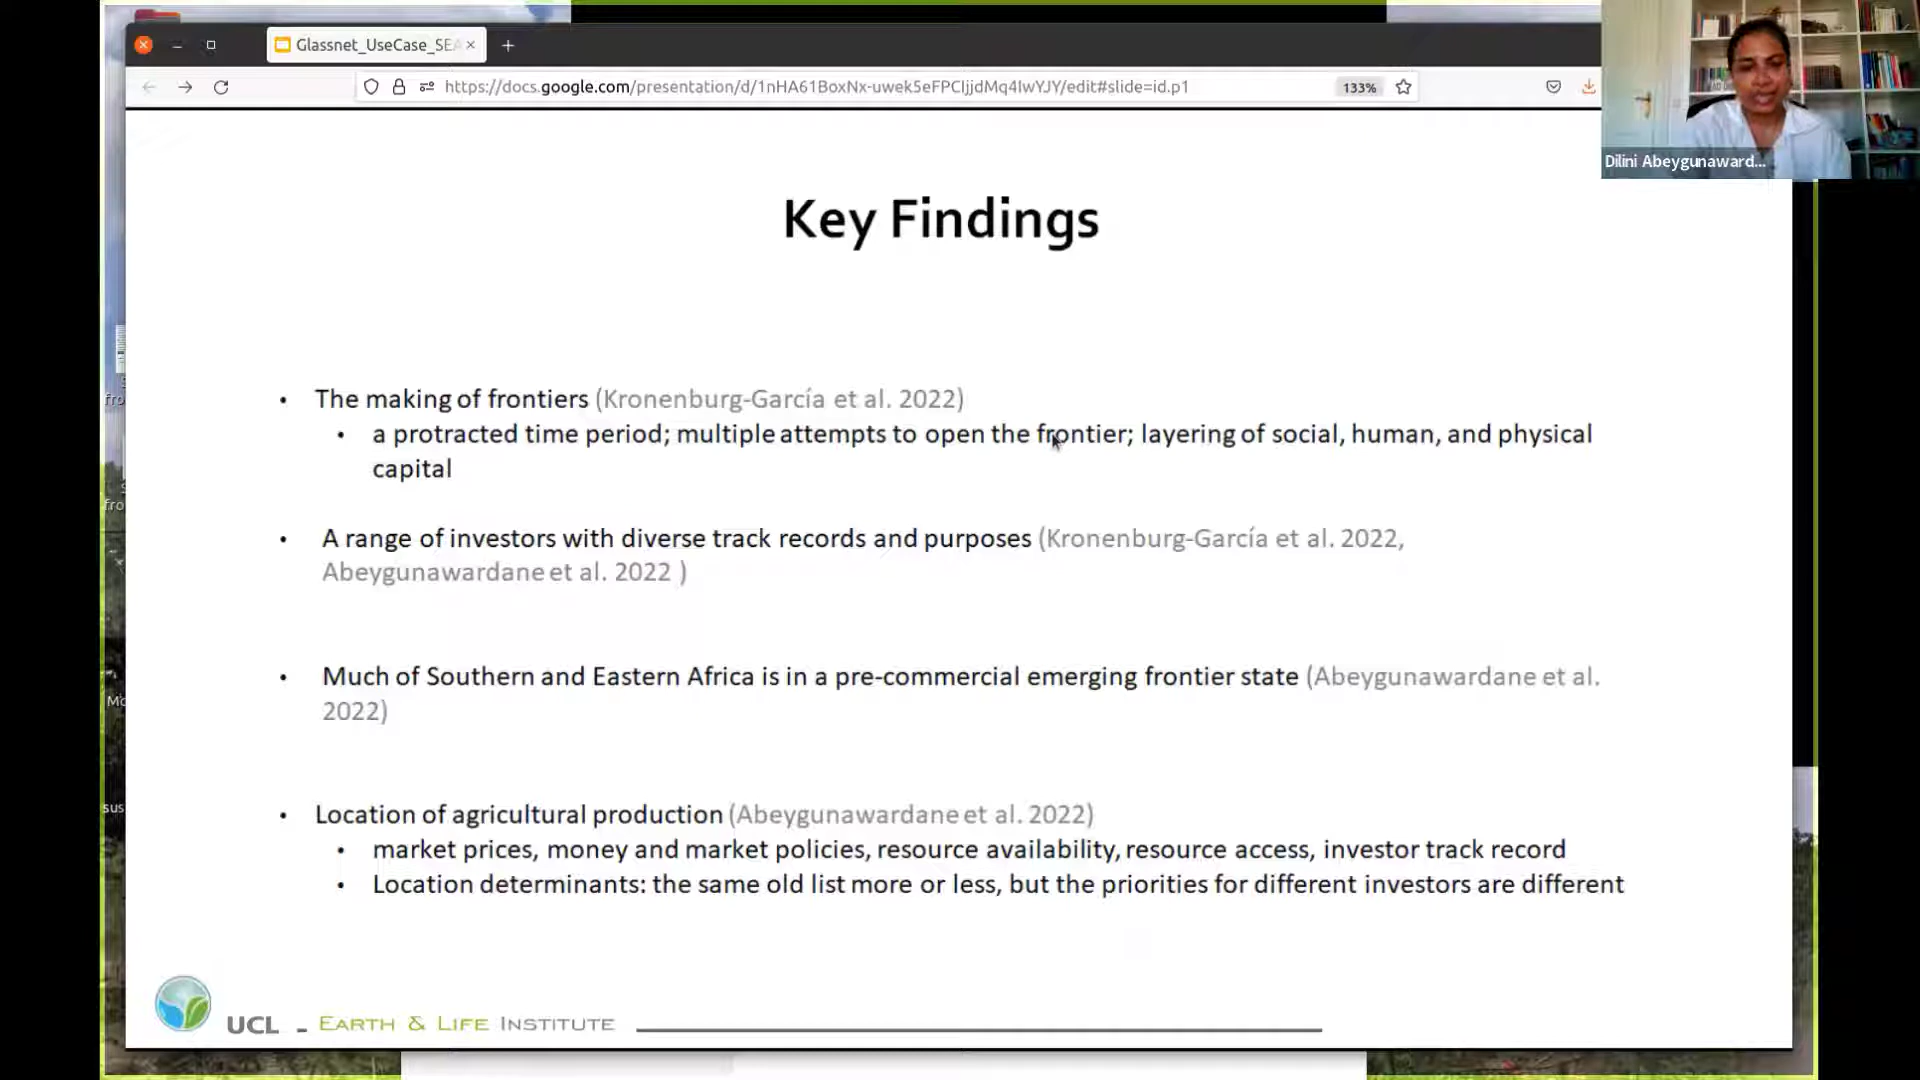 Glassnet_UseCase_SEA
https://docs.google.com/presentation/d/1nHA61BoxNx-uwek5eFPCIjjdMq4IwYJY/edit#slide=id.p1
133%
Dilini Abeygunaward...
Key Findings
• The making of frontiers (Kronenburg-García et al. 2022)
• a protracted time period; multiple attempts to open the frontier; layering of social, human, and physical
capital
• A range of investors with diverse track records and purposes (Kronenburg-García et al. 2022,
Abeygunawardane et al. 2022 )
• Much of Southern and Eastern Africa is in a pre-commercial emerging frontier state (Abeygunawardane et al.
2022)
• Location of agricultural production (Abeygunawardane et al. 2022)
• market prices, money and market policies, resource availability, resource access, investor track record
• Location determinants: the same old list more or less, but the priorities for different investors are different
UCL - EARTH & LIFE INSTITUTE